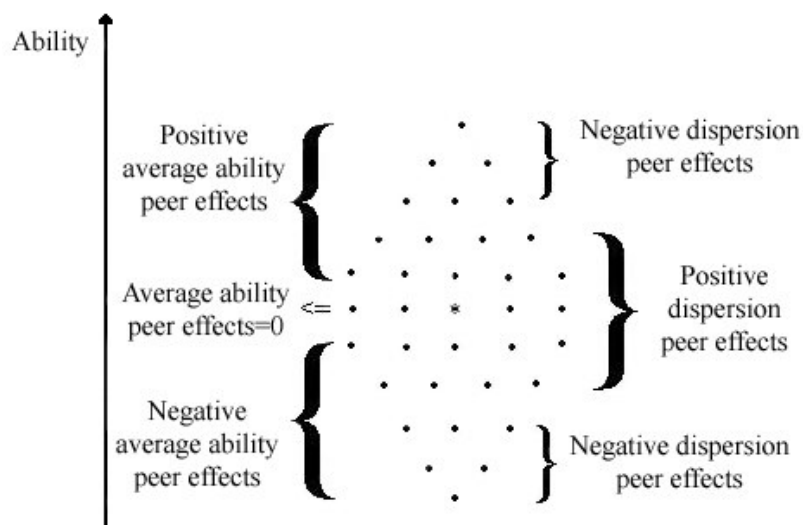 Ability
Positive
average ability
peer effects
Negative dispersion
peer effects
Average ability
peer effects=0
<=
*
Positive
dispersion
peer effects
Negative
average ability
peer effects
Negative dispersion
peer effects